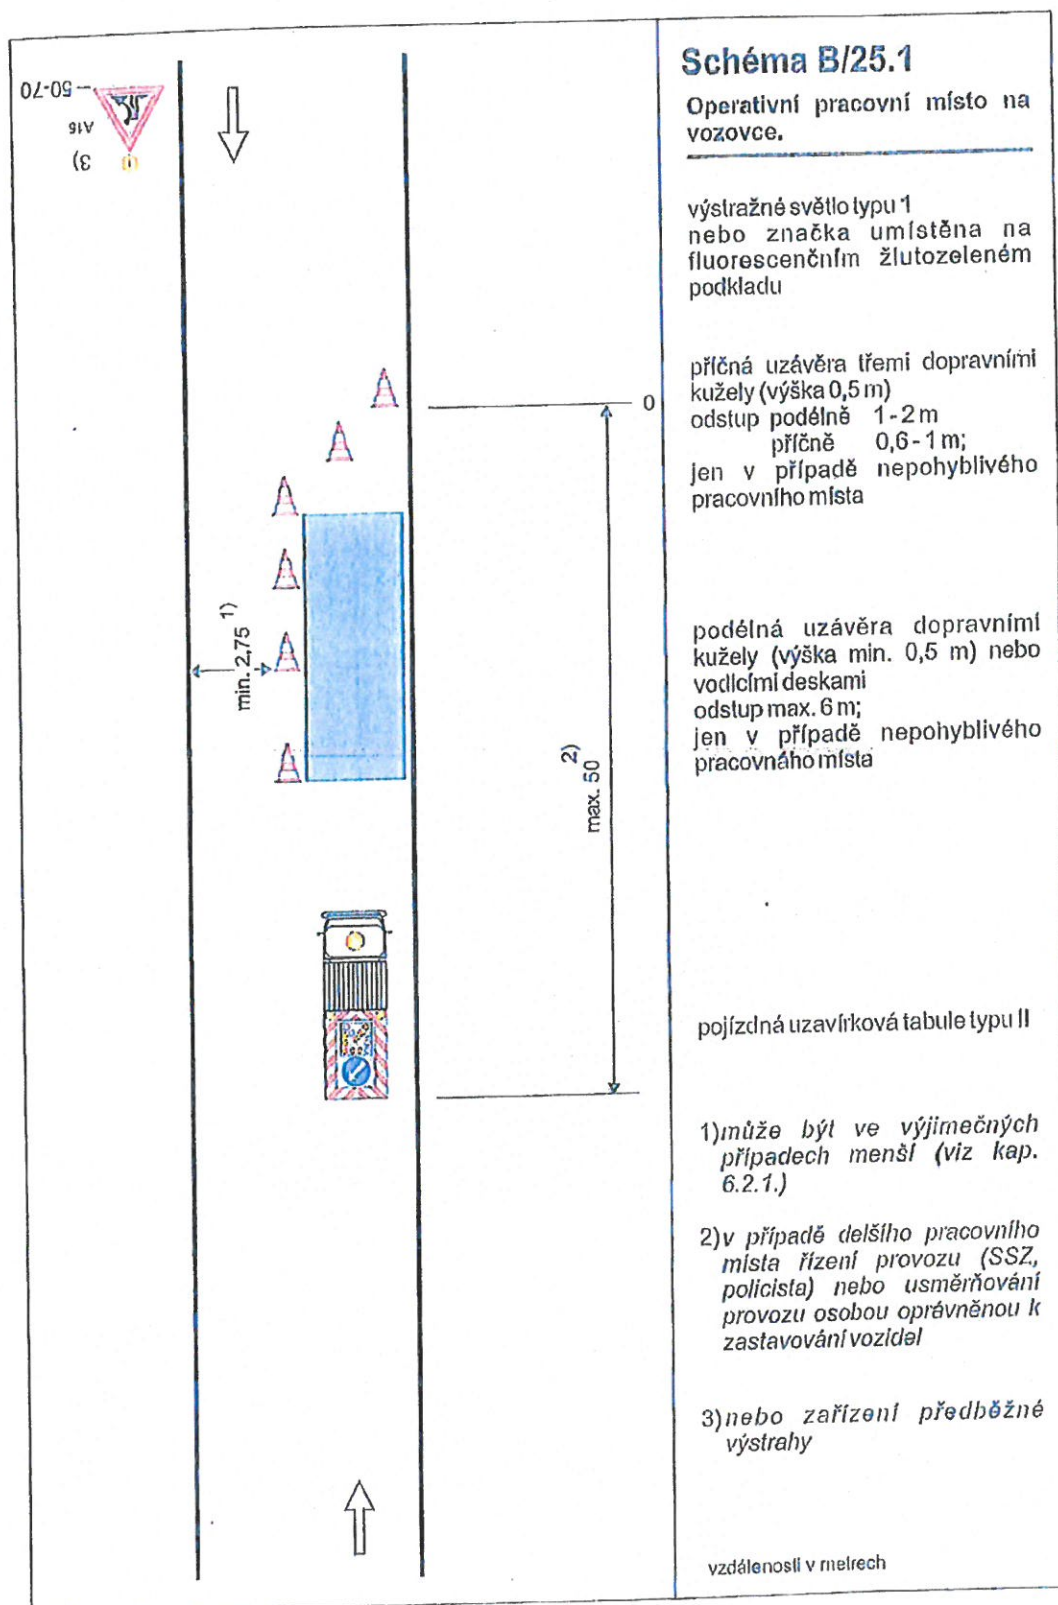 Schéma B/25.1
Operativní pracovní místo na
vozovce.
výstražné světlo typu 1
nebo značka umístěna na
fluorescenčním žlutozeleném
podkladu
příčná uzávěra třemi dopravními
kužely (výška 0,5 m)
odstup podélně 1-2 m
příčně 0,6-1 m;
jen v případě nepohyblivého
pracovního místa
podélná uzávěra dopravními
kužely (výška min. 0,5 m) nebo
vodícími deskami
odstup max. 6 m;
jen v případě nepohyblivého
pracovnáho místa
pojízdná uzavírková tabule typu II
1) může být ve výjimečných
případech menší (viz kap.
6.2.1.)
2) v případě delšího pracovního
místa řízení provozu (SSZ,
policista) nebo usměrňování
provozu osobou oprávněnou k
zastavování vozidel
3) nebo zařízení předběžné
výstrahy
vzdálenosti v metrech
50-70
A15
3)
0
min. 2,75 1)
max. 50 2)